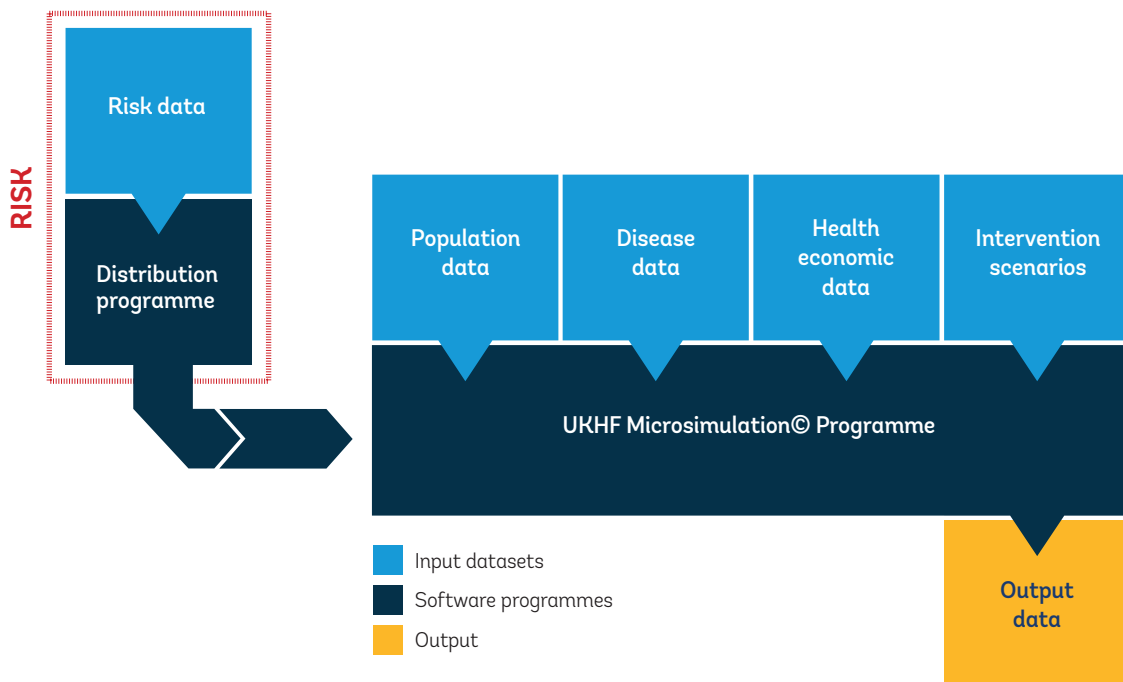 RISK
Risk data
Distribution
programme
Population
data
Disease
data
Health
economic
data
Intervention
scenarios
UKHF Microsimulation© Programme
Input datasets
Software programmes
Output
Output
data